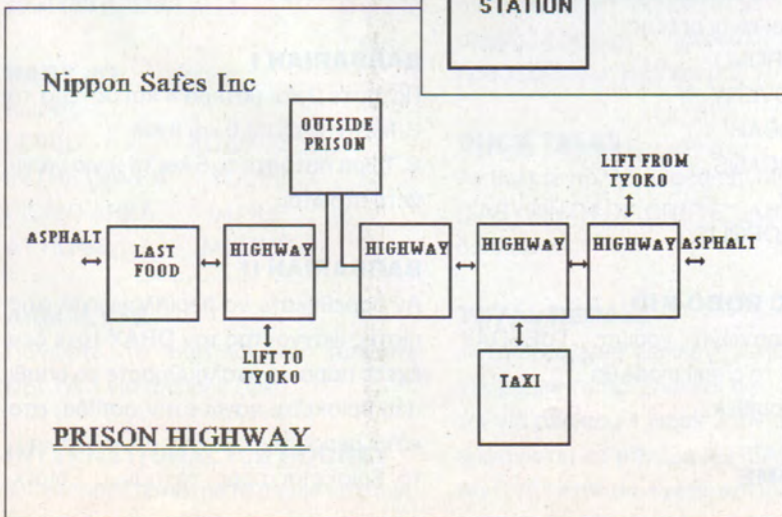 STATION
Nippon Safes Inc
OUTSIDE
PRISON
LIFT FROM
TYOKO
ASPHALT
LAST
FOOD
HIGHWAY
HIGHWAY
HIGHWAY
HIGHWAY
ASPHALT
LIFT TO
TYOKO
TAXI
PRISON HIGHWAY